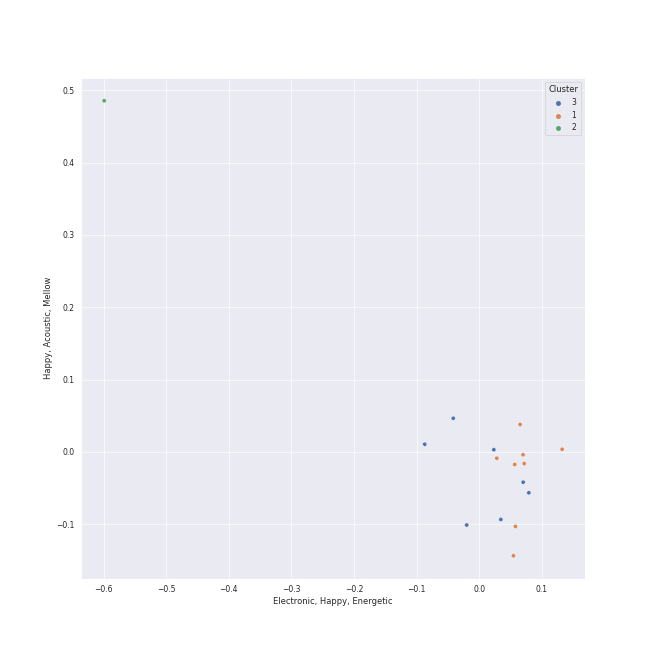 Cluster
3
1
2
0.5
0.4
0.3
0.2
0.1
0.0
−0.1
Happy, Acoustic, Mellow
−0.6 −0.5 −0.4 −0.3 −0.2 −0.1 0.0 0.1
Electronic, Happy, Energetic